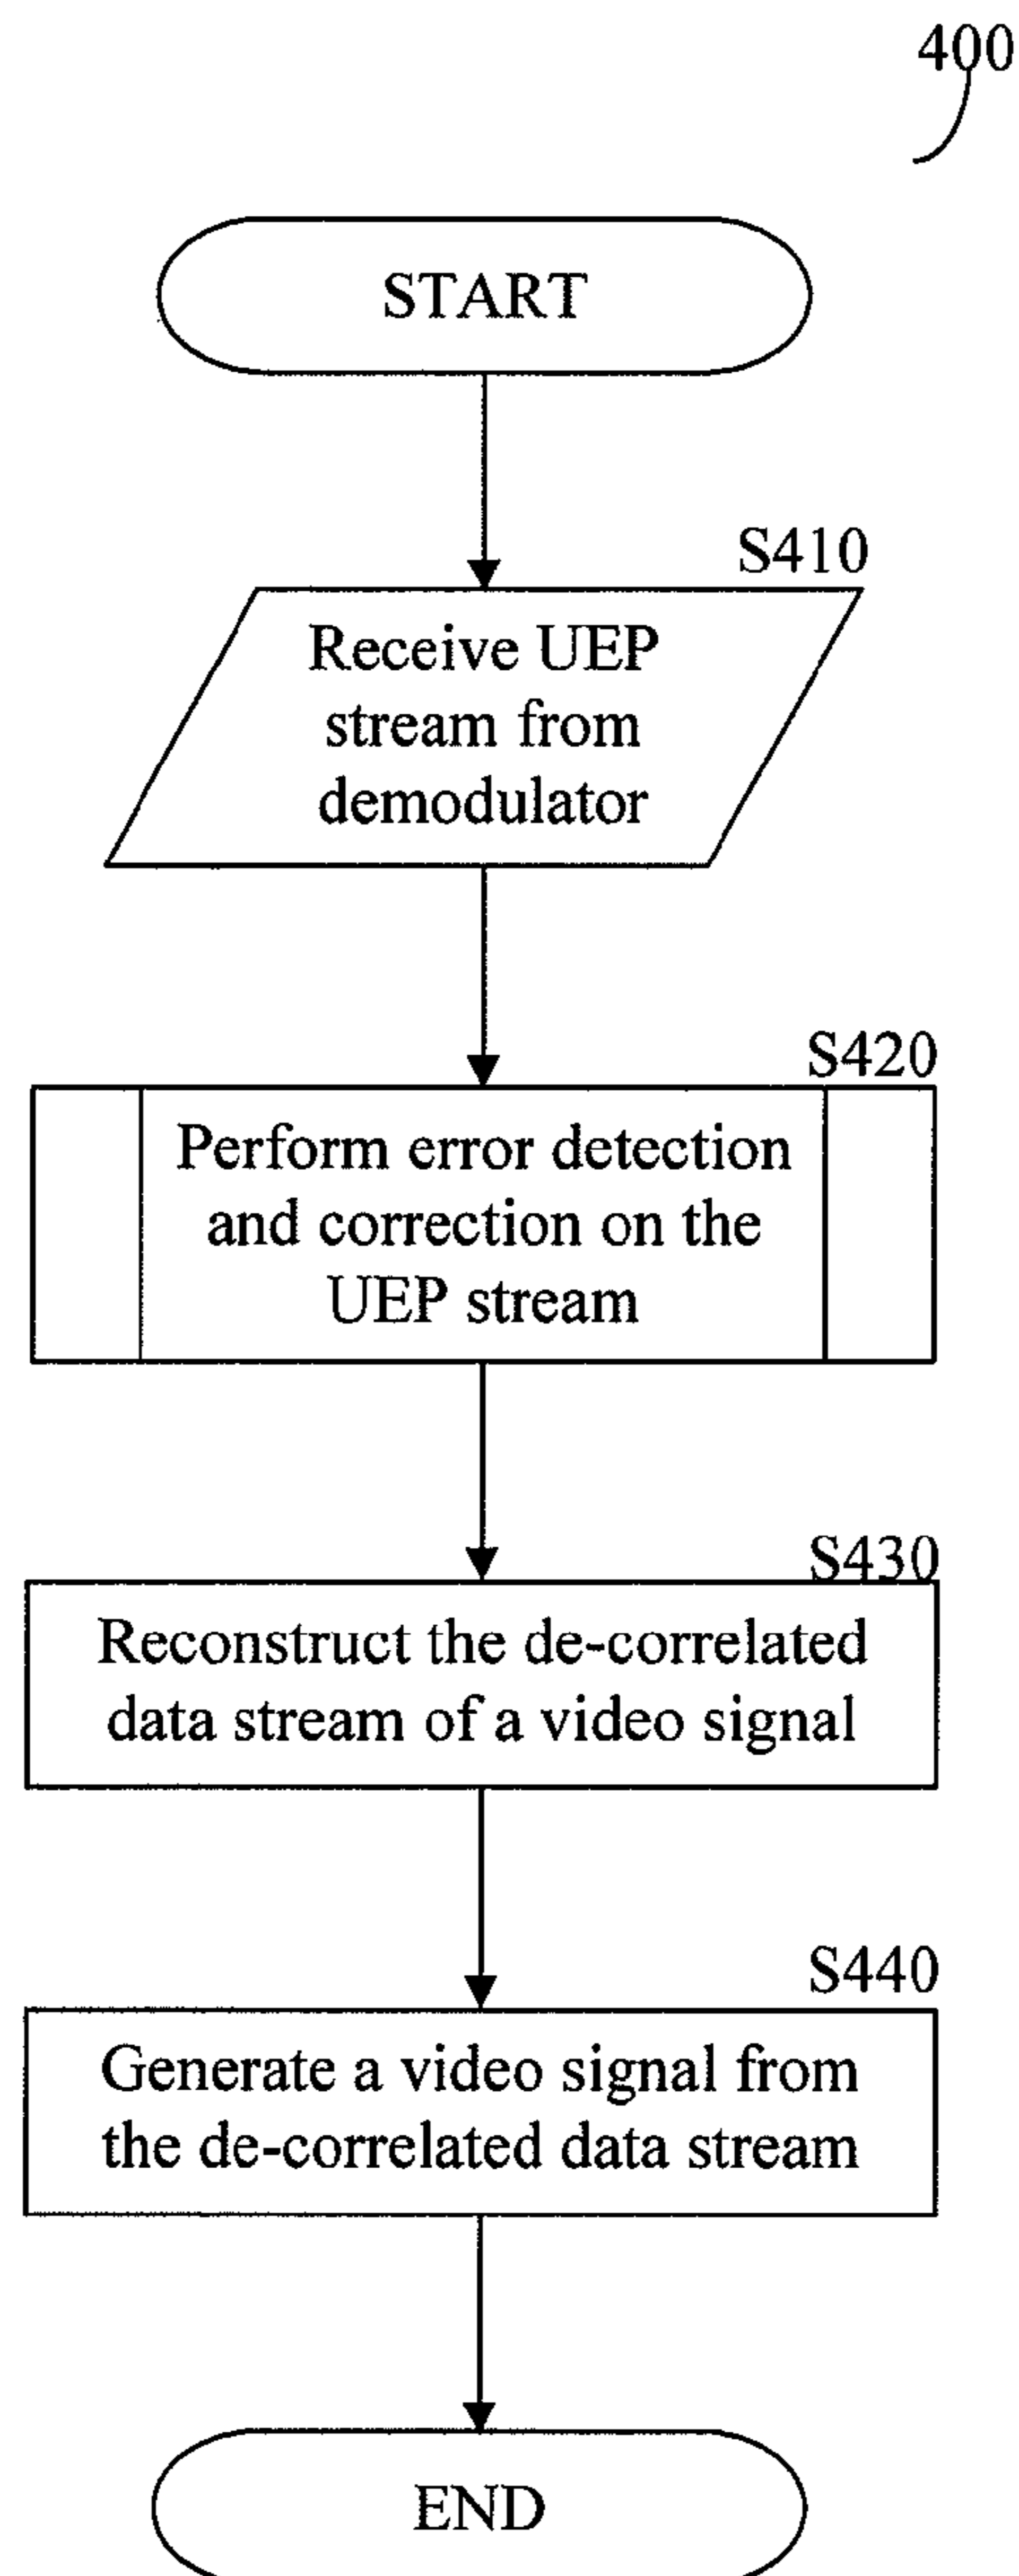 400
START
S410
Receive UEP
stream from
demodulator
S420
Perform error detection
and correction on the
UEP stream
S430
Reconstruct the de-correlated
data stream of a video signal
S440
Generate a video signal from
the de-correlated data stream
END